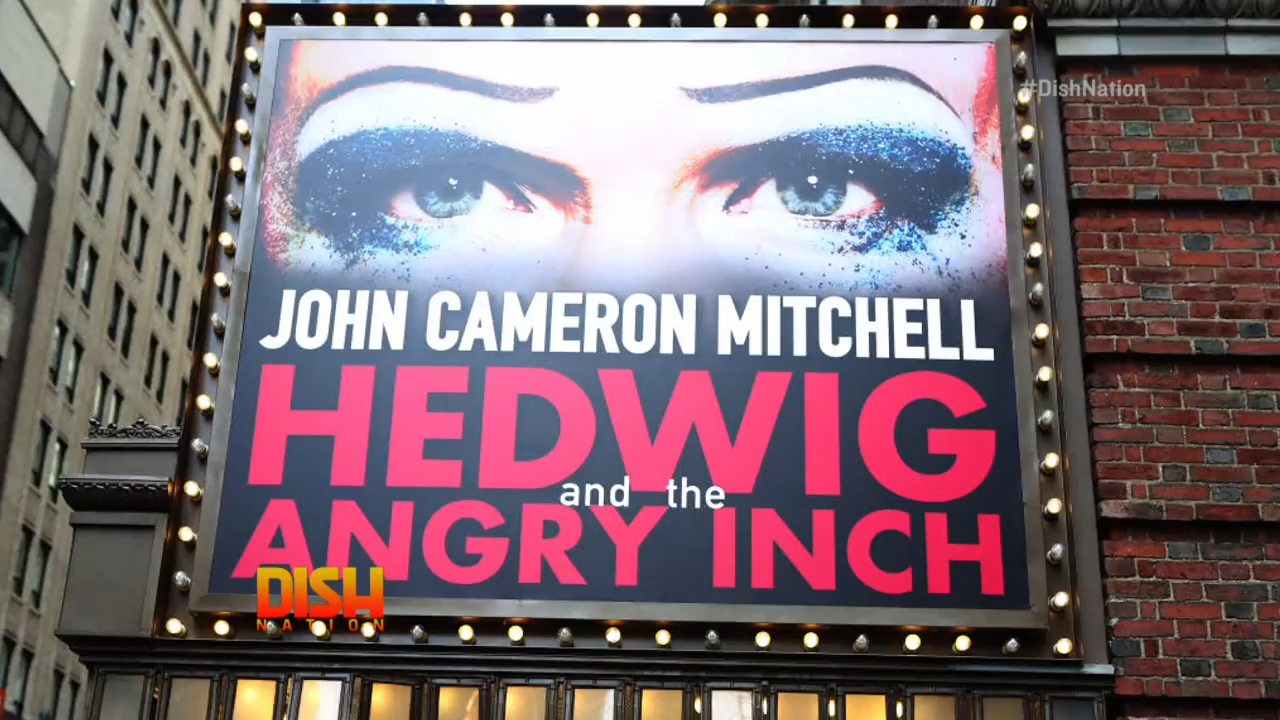 #DishNation
JOHN CAMERON MITCHELL
HEDWIG
and the
ANGRY INCH
DISH
NATION